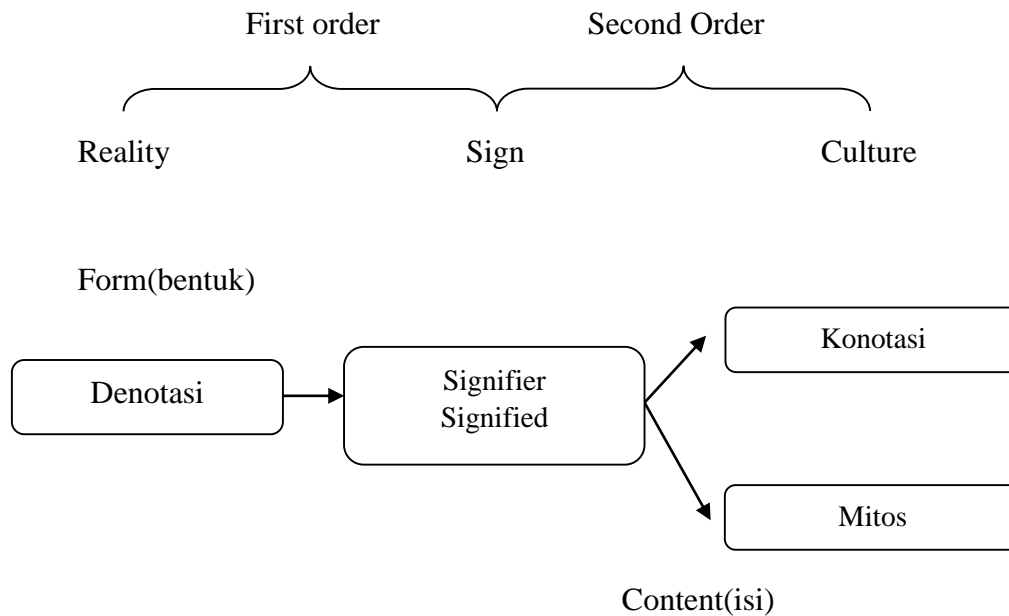 First order Second Order
Reality Sign Culture
Form(bentuk)
Konotasi
Denotasi
Signifier
Signified
Mitos
Content(isi)